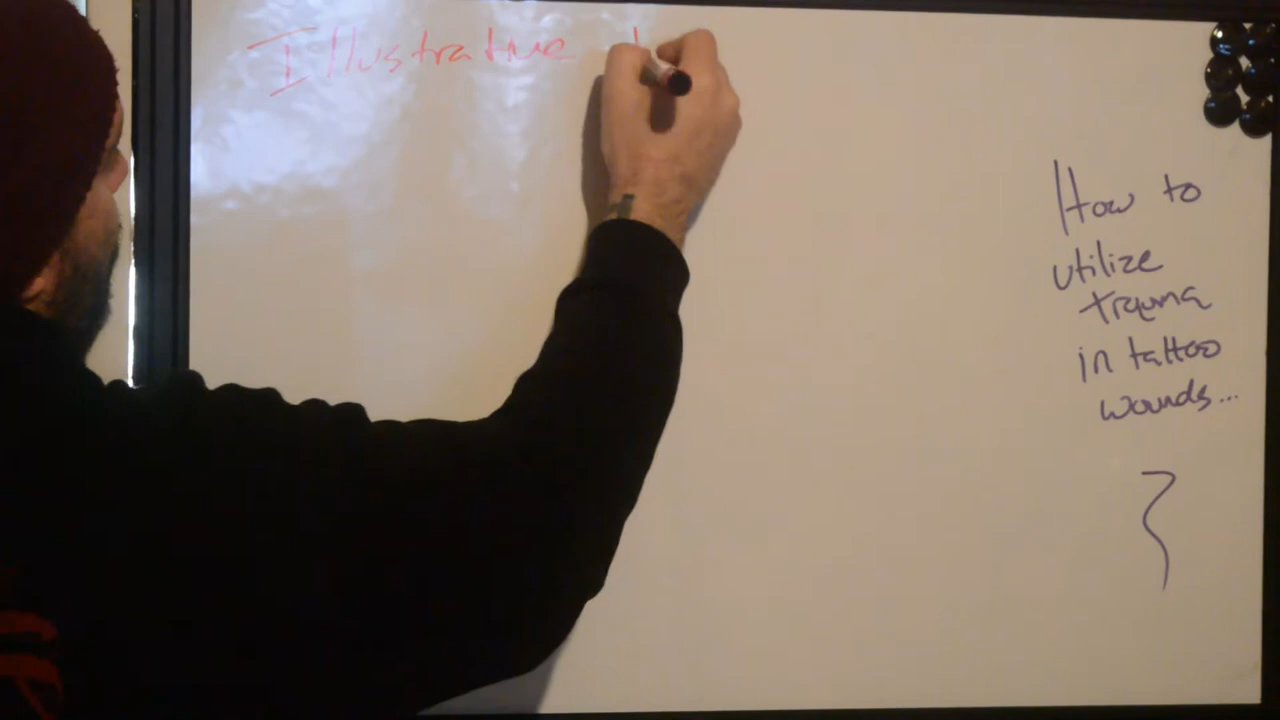 Illustrative
How to
utilize
trauma
in tattoo
wounds...